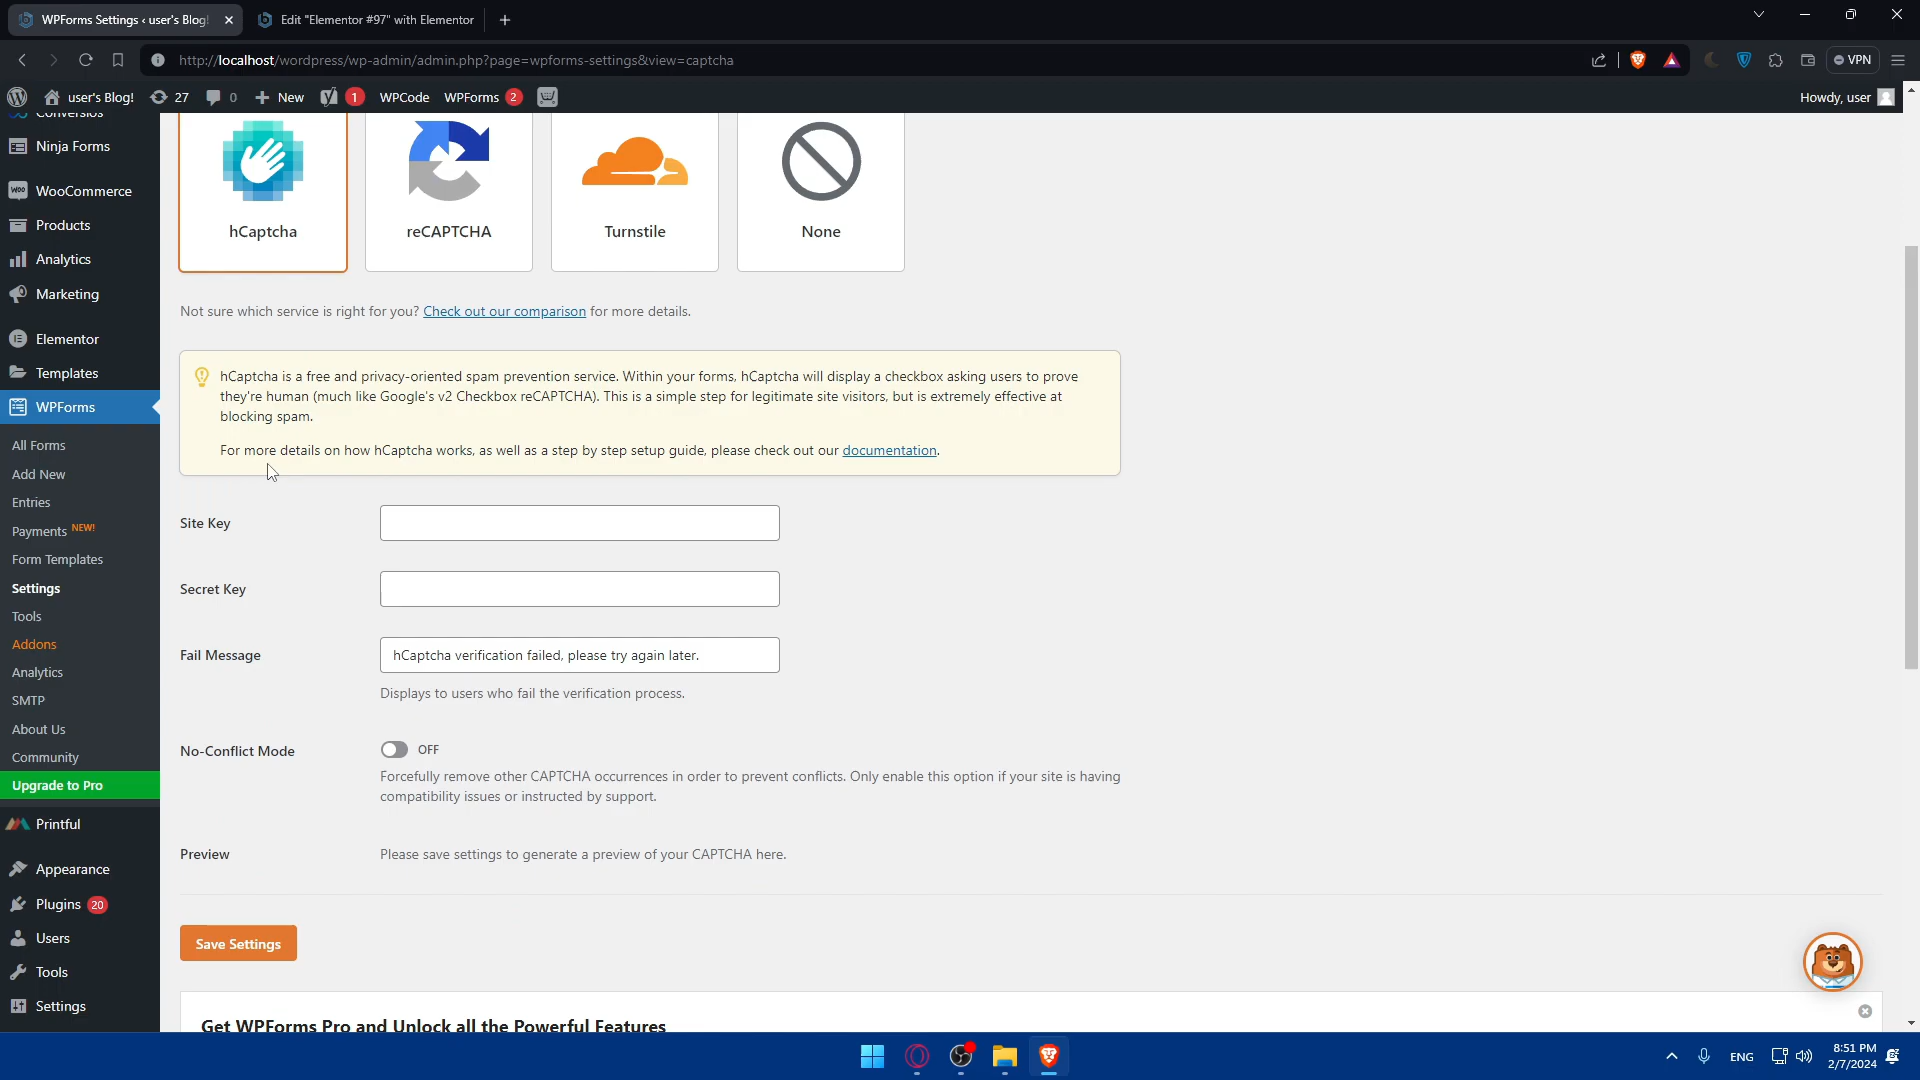 WPForms Settings ‹ user's Blog!
Edit "Elementor #97" with Elementor
http://localhost/wordpress/wp-admin/admin.php?page=wpforms-settings&view=captcha
VPN
user's Blog!
27
0
New
1
WPCode
WPForms 2
Howdy, user
Conversios
Ninja Forms
WooCommerce
Products
Analytics
Marketing
Elementor
Templates
WPForms
All Forms
Add New
Entries
Payments NEW!
Form Templates
Settings
Tools
Addons
Analytics
SMTP
About Us
Community
Upgrade to Pro
Printful
Appearance
Plugins 20
Users
Tools
Settings
hCaptcha
reCAPTCHA
Turnstile
None
Not sure which service is right for you? Check out our comparison for more details.
hCaptcha is a free and privacy-oriented spam prevention service. Within your forms, hCaptcha will display a checkbox asking users to prove
they're human (much like Google's v2 Checkbox reCAPTCHA). This is a simple step for legitimate site visitors, but is extremely effective at
blocking spam.
For more details on how hCaptcha works, as well as a step by step setup guide, please check out our documentation.
Site Key
Secret Key
Fail Message
hCaptcha verification failed, please try again later.
Displays to users who fail the verification process.
No-Conflict Mode
OFF
Forcefully remove other CAPTCHA occurrences in order to prevent conflicts. Only enable this option if your site is having
compatibility issues or instructed by support.
Preview
Please save settings to generate a preview of your CAPTCHA here.
Save Settings
Get WPForms Pro and Unlock all the Powerful Features
ENG
8:51 PM
2/7/2024